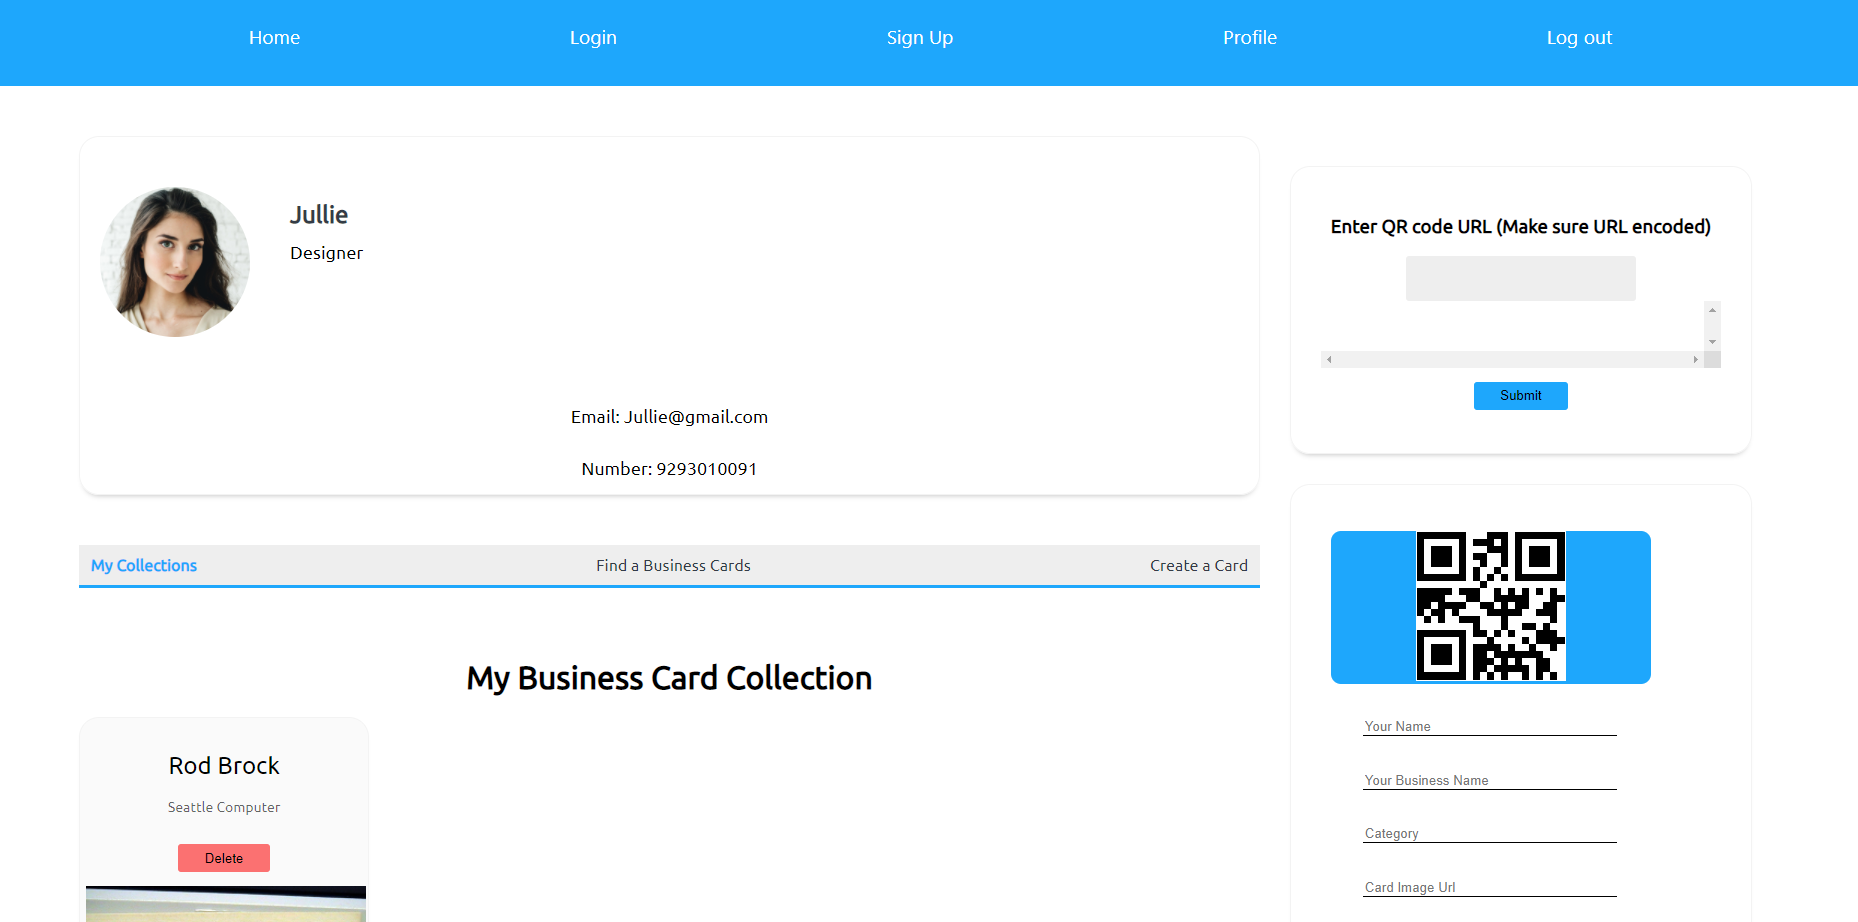 Home
Login
Sign Up
Profile
Log out
Jullie
Designer
Email: Jullie@gmail.com
Number: 9293010091
Enter QR code URL (Make sure URL encoded)
Submit
My Collections
Find a Business Cards
Create a Card
My Business Card Collection
Rod Brock
Seattle Computer
Delete
Your Name
Your Business Name
Category
Card Image Url